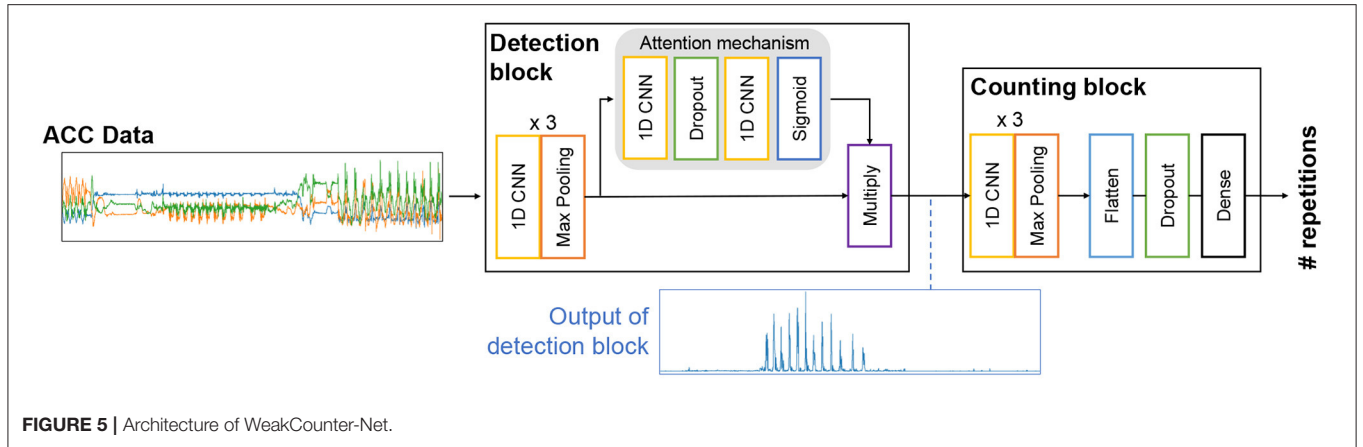 Detection
block
Attention mechanism
1D CNN
Dropout
1D CNN
Sigmoid
x 3
1D CNN
Max Pooling
Multiply
ACC Data
Counting block
x 3
1D CNN
Max Pooling
Flatten
Dropout
Dense
# repetitions
Output of
detection block
FIGURE 5 | Architecture of WeakCounter-Net.